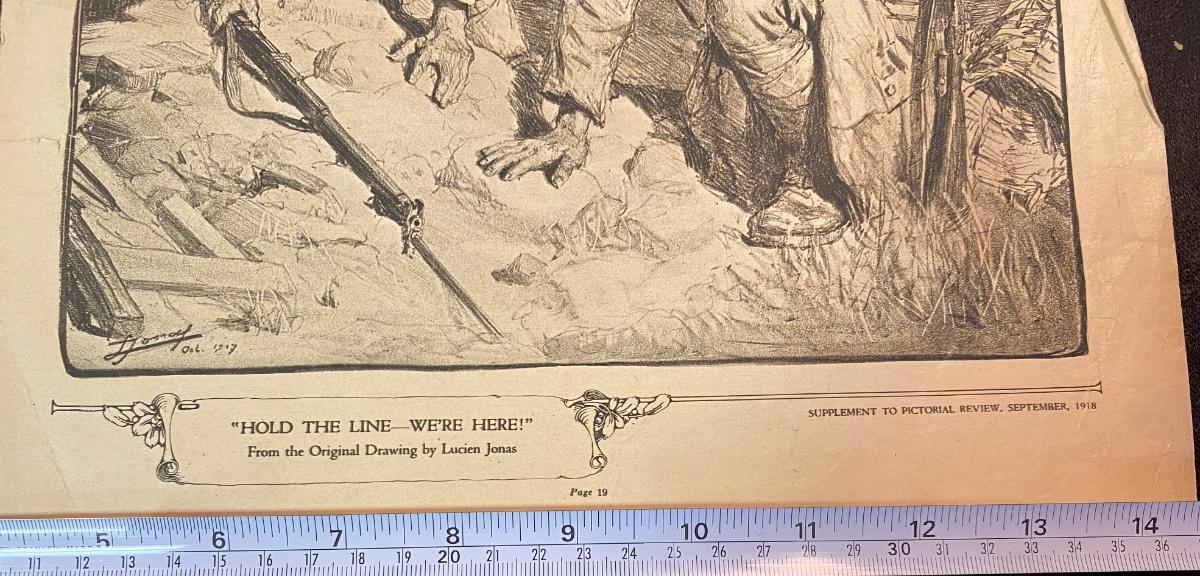 LJonas
Oct. 1917
"HOLD THE LINE—WE'RE HERE!"
From the Original Drawing by Lucien Jonas
SUPPLEMENT TO PICTORIAL REVIEW, SEPTEMBER, 1918
Page 19
5 6 7 8 9 10 11 12 13 14
11 12 13 14 15 16 17 18 19 20 21 22 23 24 25 26 27 28 29 30 31 32 33 34 35 36